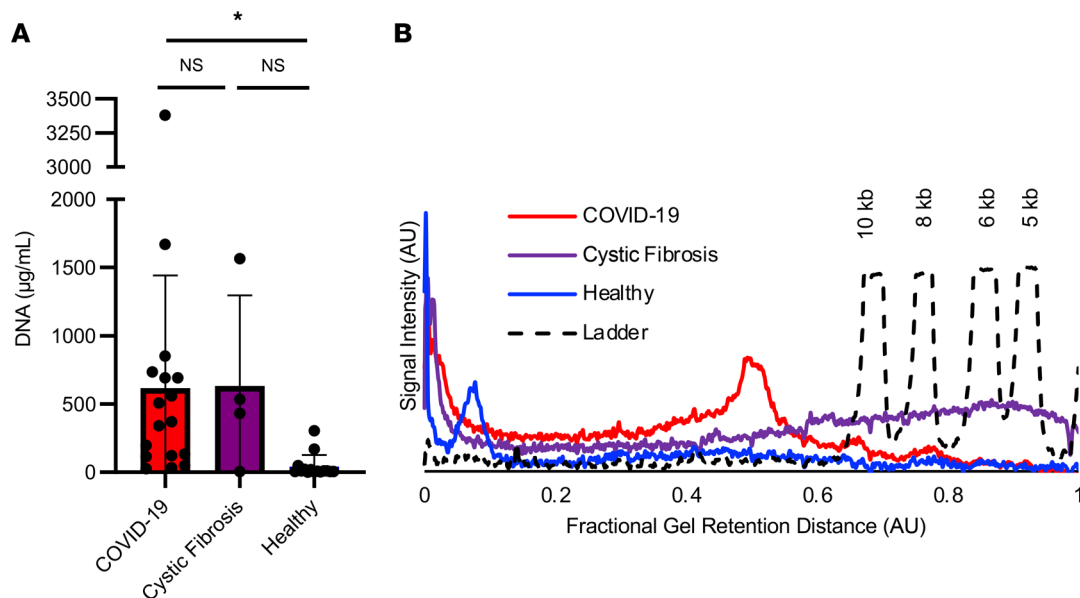 A
*
NS
NS
3500
3250
3000
2000
1500
1000
500
0
DNA (µg/mL)
COVID-19
Cystic Fibrosis
Healthy
B
COVID-19
Cystic Fibrosis
Healthy
Ladder
10 kb
8 kb
6 kb
5 kb
Signal Intensity (AU)
0
0.2
0.4
0.6
0.8
1
Fractional Gel Retention Distance (AU)